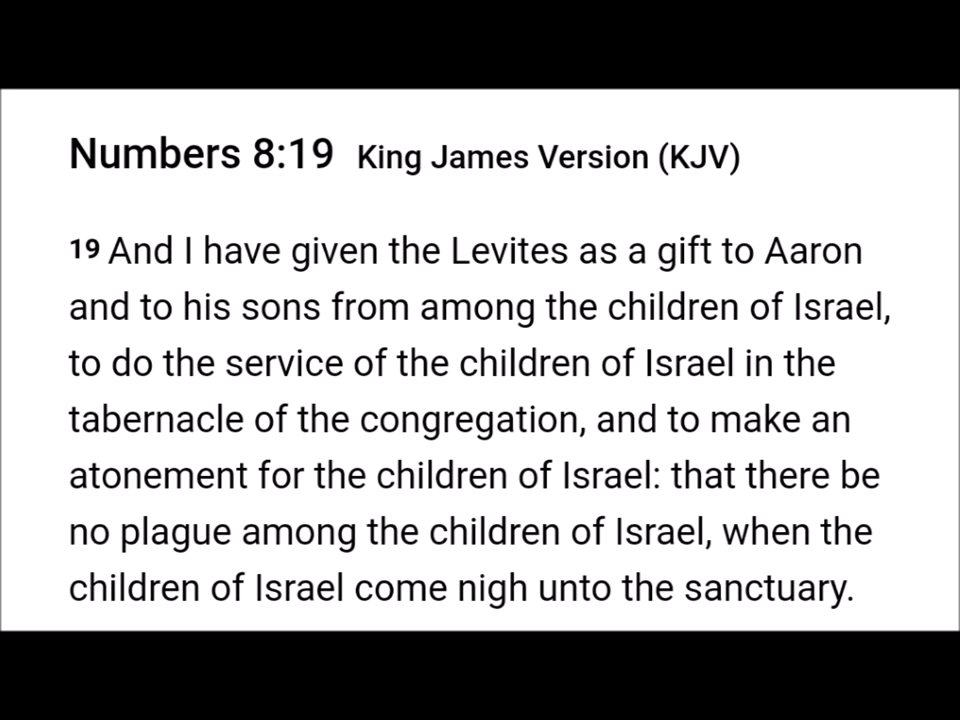 Numbers 8:19 King James Version (KJV)
19 And I have given the Levites as a gift to Aaron
and to his sons from among the children of Israel,
to do the service of the children of Israel in the
tabernacle of the congregation, and to make an
atonement for the children of Israel: that there be
no plague among the children of Israel, when the
children of Israel come nigh unto the sanctuary.